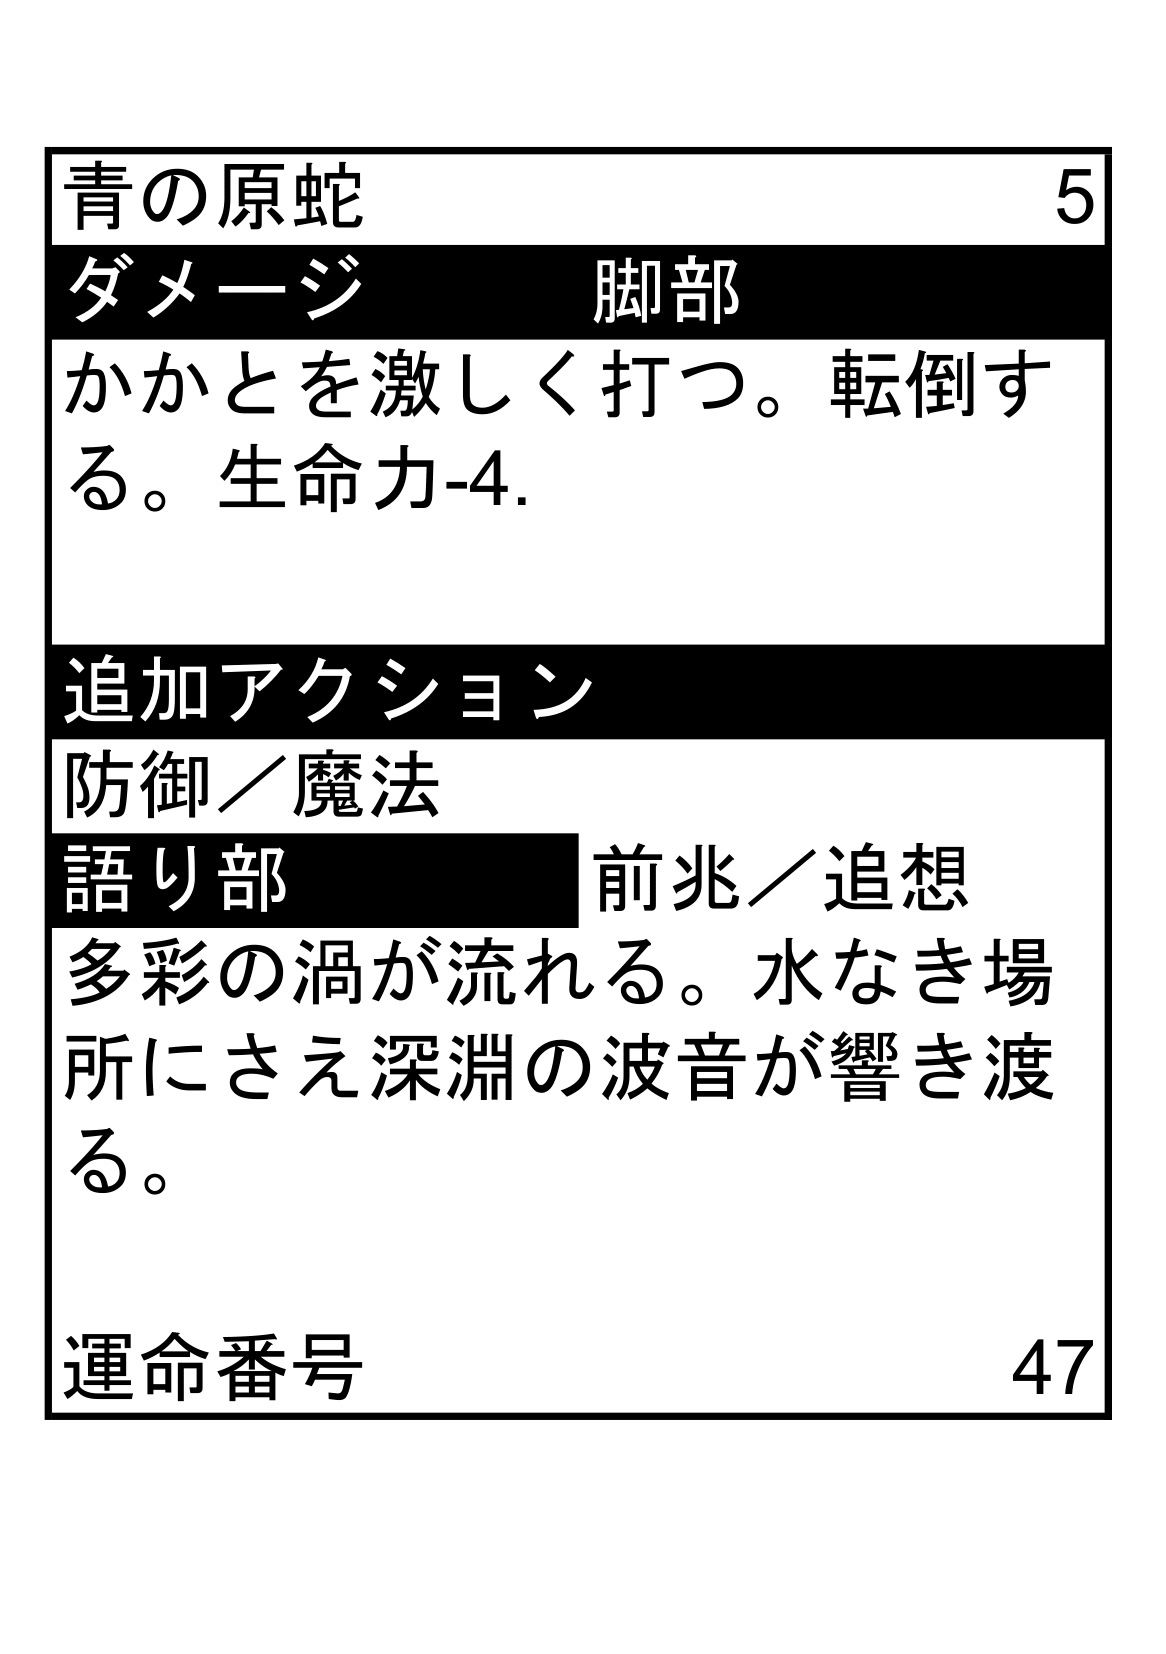 青の原蛇 5
ダメージ 脚部
かかとを激しく打つ。転倒す
る。生命力-4.
追加アクション
防御／魔法
語り部 前兆／追想
多彩の渦が流れる。水なき場
所にさえ深淵の波音が響き渡
る。
運命番号 47